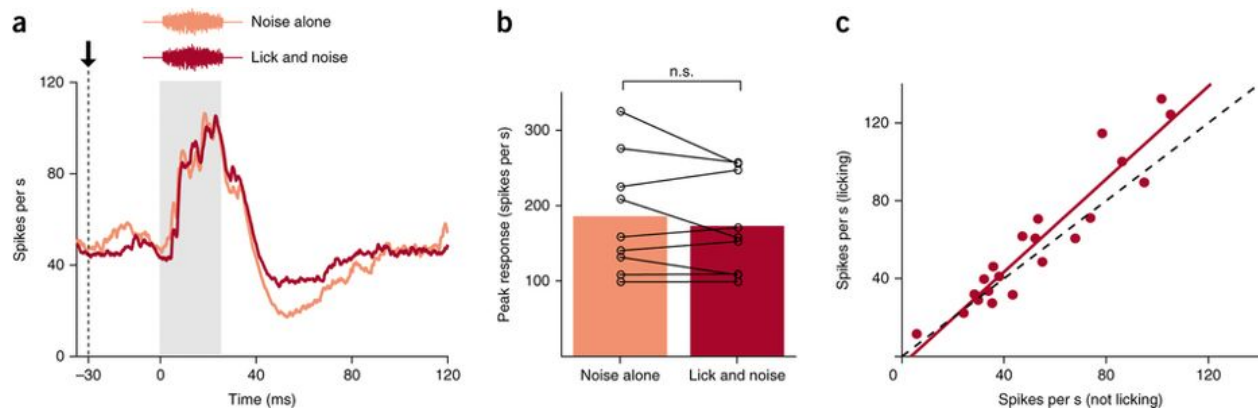 a
Noise alone
Lick and noise
120
80
40
0
Spikes per s
–30
0
40
80
120
Time (ms)
b
n.s.
300
200
100
Peak response (spikes per s)
Noise alone
Lick and noise
c
120
80
40
Spikes per s (licking)
0
40
80
120
Spikes per s (not licking)